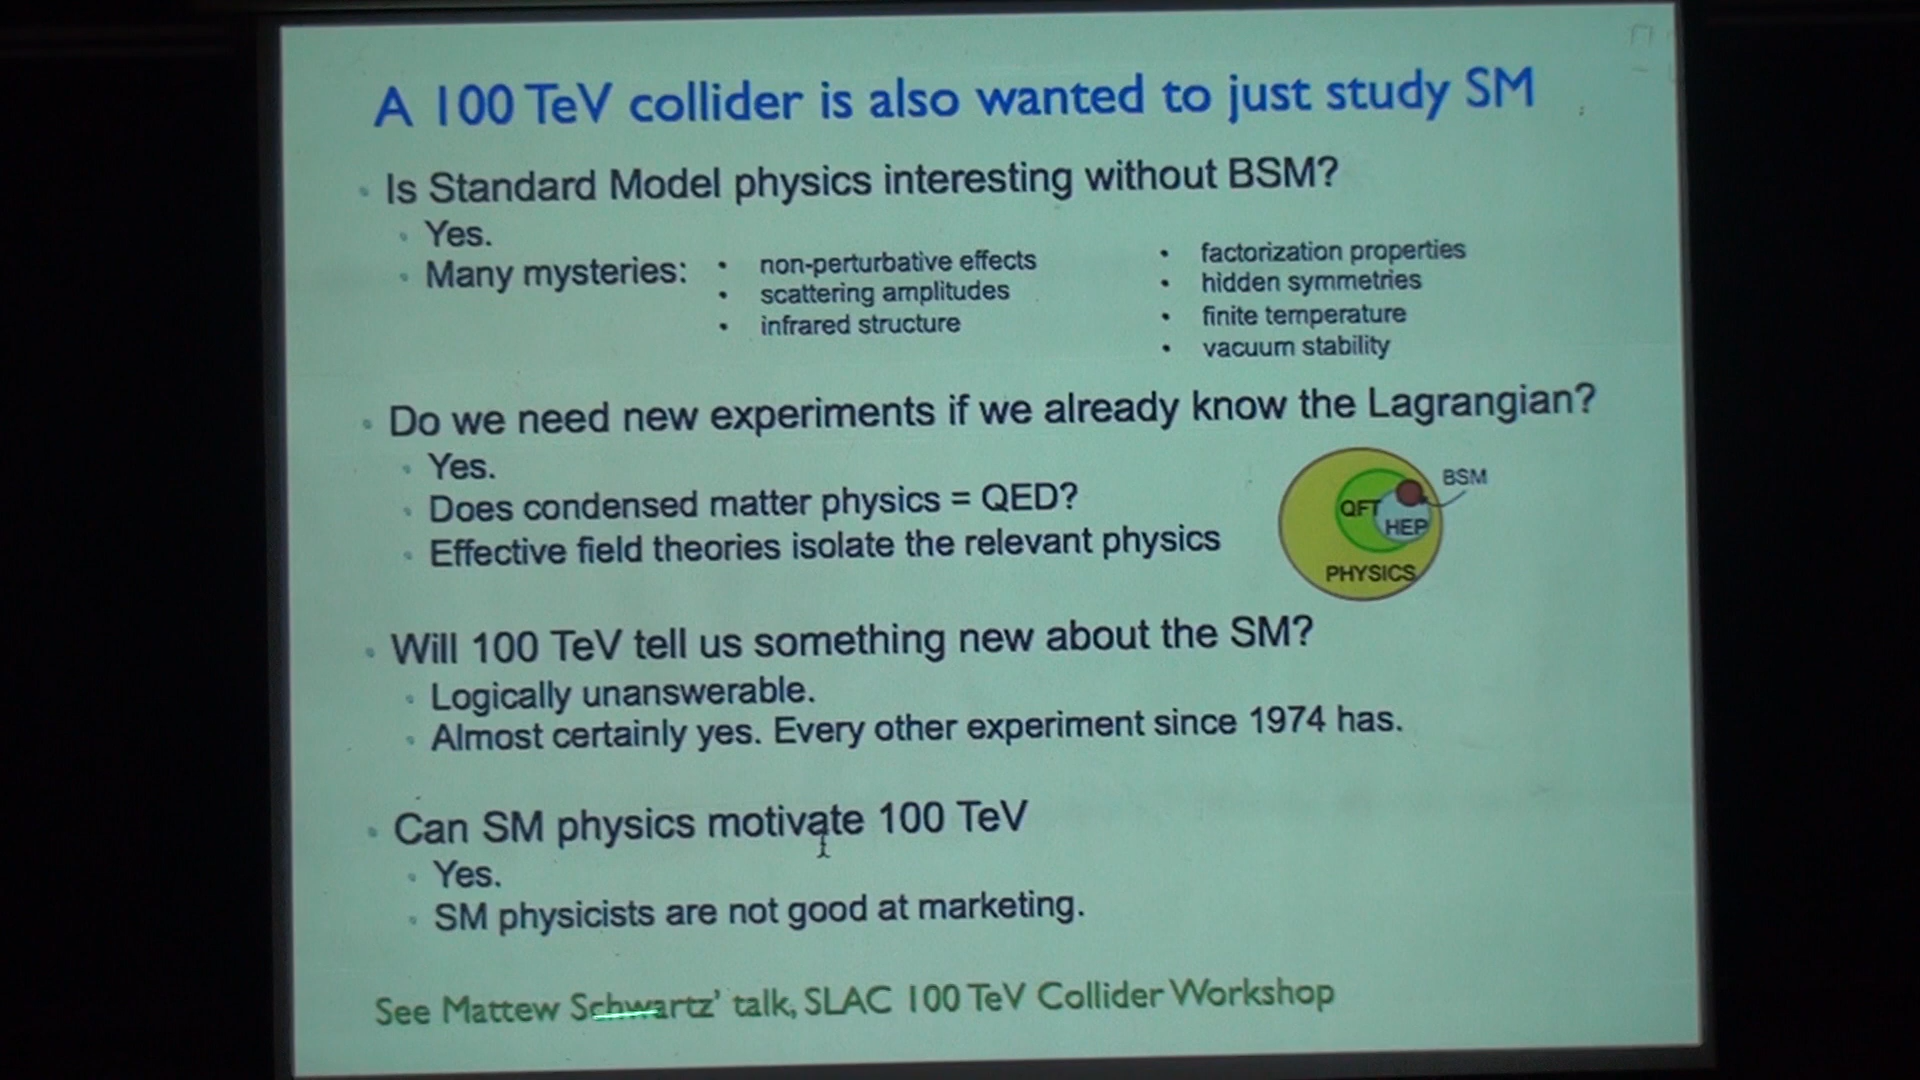 A 100 TeV collider is also wanted to just study SM
Is Standard Model physics interesting without BSM?
Yes.
Many mysteries:
non-perturbative effects
scattering amplitudes
infrared structure
factorization properties
hidden symmetries
finite temperature
vacuum stability
Do we need new experiments if we already know the Lagrangian?
Yes.
Does condensed matter physics = QED?
Effective field theories isolate the relevant physics
BSM
QFT
HEP
PHYSICS
Will 100 TeV tell us something new about the SM?
Logically unanswerable.
Almost certainly yes. Every other experiment since 1974 has.
Can SM physics motivate 100 TeV
Yes.
SM physicists are not good at marketing.
See Mattew Schwartz' talk, SLAC 100 TeV Collider Workshop